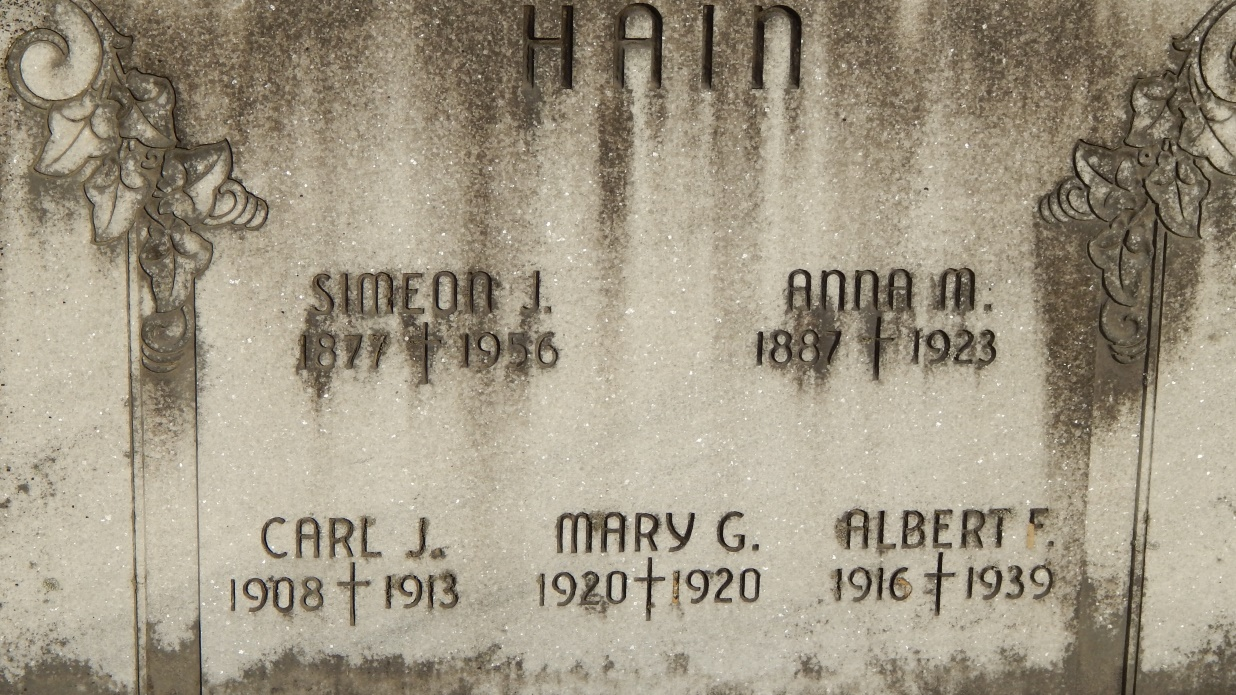 HAIN
SIMEON J. ANNA M.
1877 † 1956 1887 † 1923
CARL J. MARY G. ALBERT F.
1908 † 1913 1920 † 1920 1916 † 1939